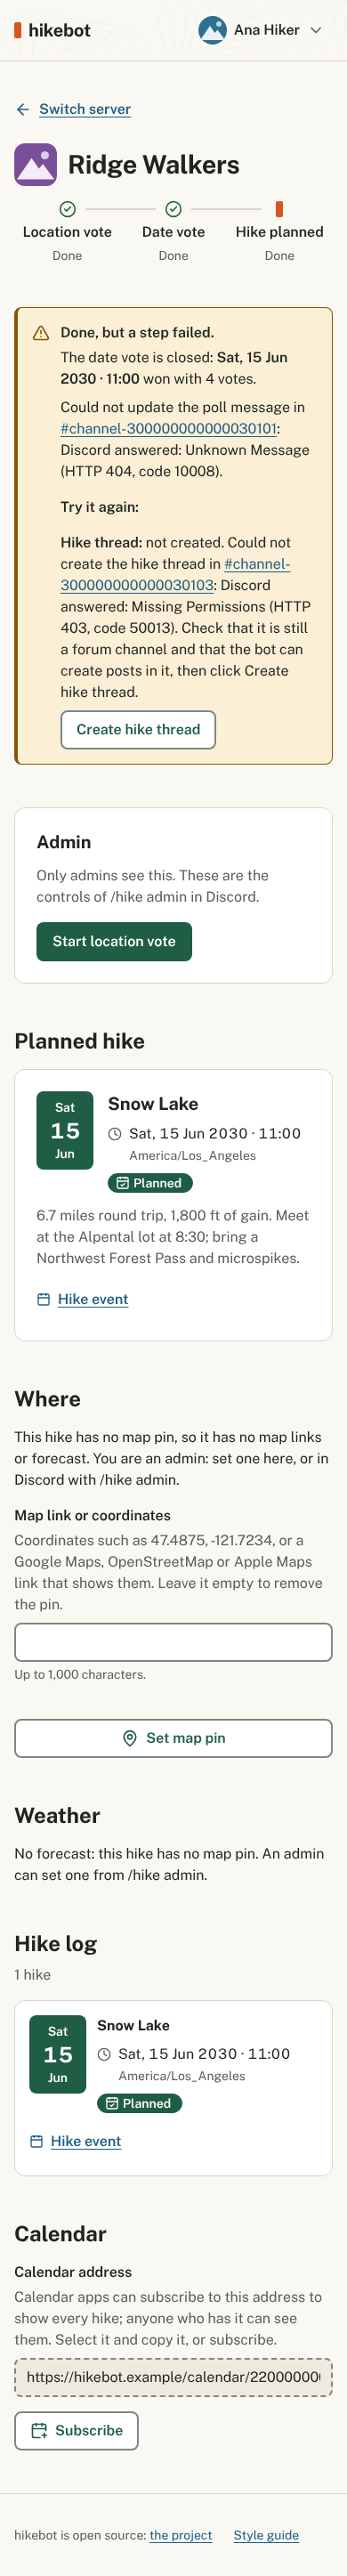 hikebot
Ana Hiker
Switch server
Ridge Walkers
Location vote
Date vote
Hike planned
Done
Done
Done
Done, but a step failed.
The date vote is closed: Sat, 15 Jun
2030 · 11:00 won with 4 votes.
Could not update the poll message in
#channel-300000000000030101:
Discord answered: Unknown Message
(HTTP 404, code 10008).
Try it again:
Hike thread: not created. Could not
create the hike thread in #channel-
300000000000030103: Discord
answered: Missing Permissions (HTTP
403, code 50013). Check that it is still
a forum channel and that the bot can
create posts in it, then click Create
hike thread.
Create hike thread
Admin
Only admins see this. These are the
controls of /hike admin in Discord.
Start location vote
Planned hike
Sat
15
Jun
Snow Lake
Sat, 15 Jun 2030 · 11:00
America/Los_Angeles
Planned
6.7 miles round trip, 1,800 ft of gain. Meet
at the Alpental lot at 8:30; bring a
Northwest Forest Pass and microspikes.
Hike event
Where
This hike has no map pin, so it has no map links
or forecast. You are an admin: set one here, or in
Discord with /hike admin.
Map link or coordinates
Coordinates such as 47.4875, -121.7234, or a
Google Maps, OpenStreetMap or Apple Maps
link that shows them. Leave it empty to remove
the pin.
Up to 1,000 characters.
Set map pin
Weather
No forecast: this hike has no map pin. An admin
can set one from /hike admin.
Hike log
1 hike
Sat
15
Jun
Snow Lake
Sat, 15 Jun 2030 · 11:00
America/Los_Angeles
Planned
Hike event
Calendar
Calendar address
Calendar apps can subscribe to this address to
show every hike; anyone who has it can see
them. Select it and copy it, or subscribe.
https://hikebot.example/calendar/220000000
Subscribe
hikebot is open source: the project
Style guide